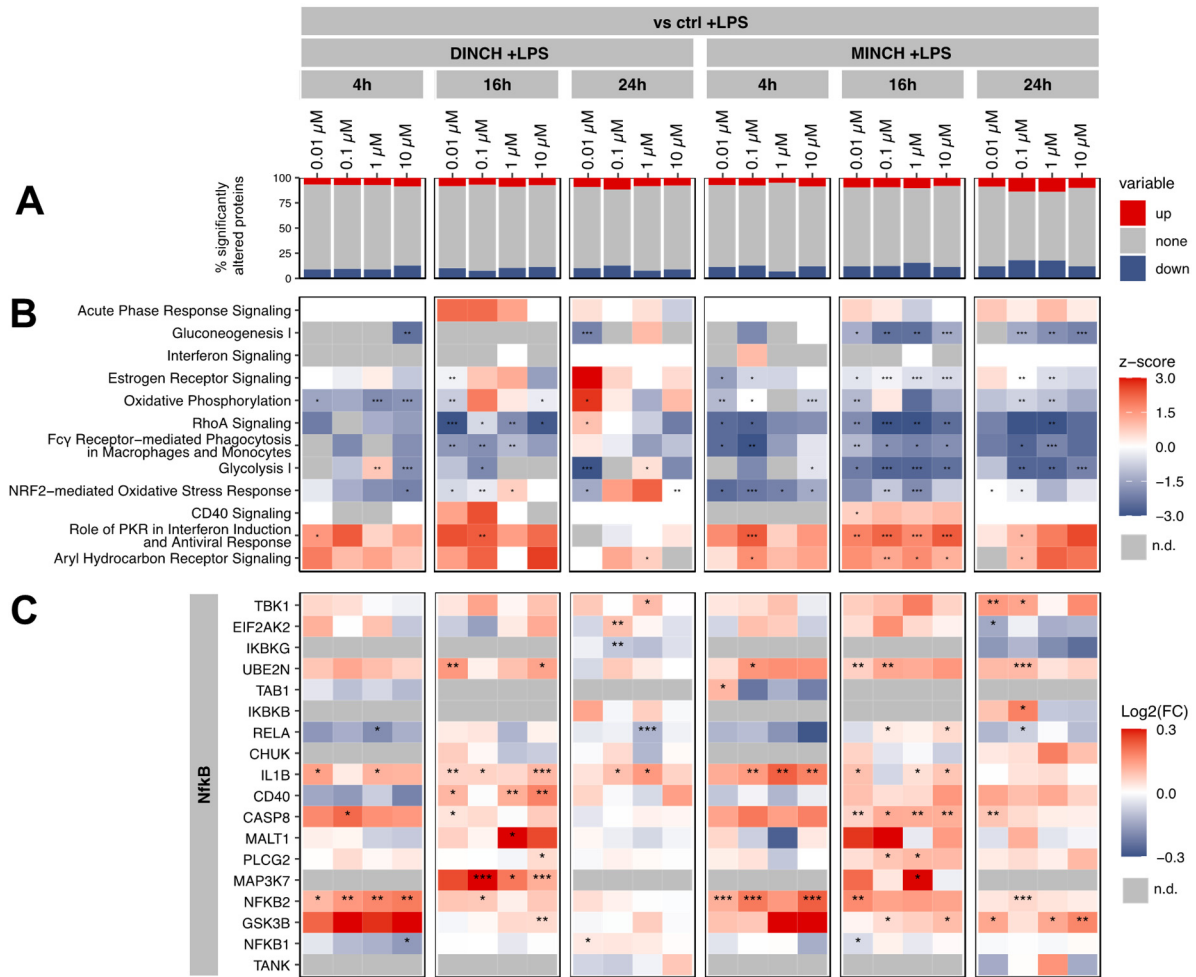 vs ctrl +LPS
DINCH +LPS MINCH +LPS
4h 16h 24h 4h 16h 24h
0.01 µM 0.1 µM 1 µM 10 µM 0.01 µM 0.1 µM 1 µM 10 µM 0.01 µM 0.1 µM 1 µM 10 µM 0.01 µM 0.1 µM 1 µM 10 µM 0.01 µM 0.1 µM 1 µM 10 µM 0.01 µM 0.1 µM 1 µM 10 µM
A
% significantly
altered proteins
100
75
50
25
0
variable
up
none
down
B
Acute Phase Response Signaling
Gluconeogenesis I
Interferon Signaling
Estrogen Receptor Signaling
Oxidative Phosphorylation
RhoA Signaling
Fcγ Receptor−mediated Phagocytosis
in Macrophages and Monocytes
Glycolysis I
NRF2−mediated Oxidative Stress Response
CD40 Signaling
Role of PKR in Interferon Induction
and Antiviral Response
Aryl Hydrocarbon Receptor Signaling
z−score
3.0
1.5
0.0
−1.5
−3.0
n.d.
C
NfkB
TBK1
EIF2AK2
IKBKG
UBE2N
TAB1
IKBKB
RELA
CHUK
IL1B
CD40
CASP8
MALT1
PLCG2
MAP3K7
NFKB2
GSK3B
NFKB1
TANK
Log2(FC)
0.3
0.0
−0.3
n.d.